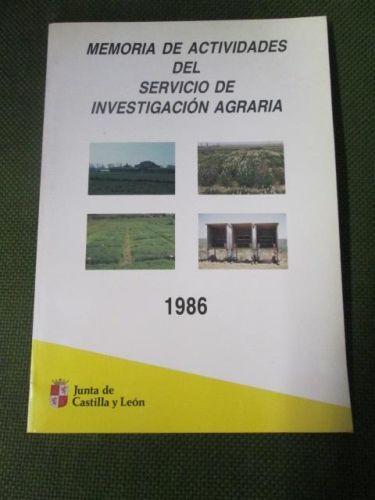 MEMORIA DE ACTIVIDADES
DEL
SERVICIO DE
INVESTIGACIÓN AGRARIA
1986
Junta de
Castilla y León